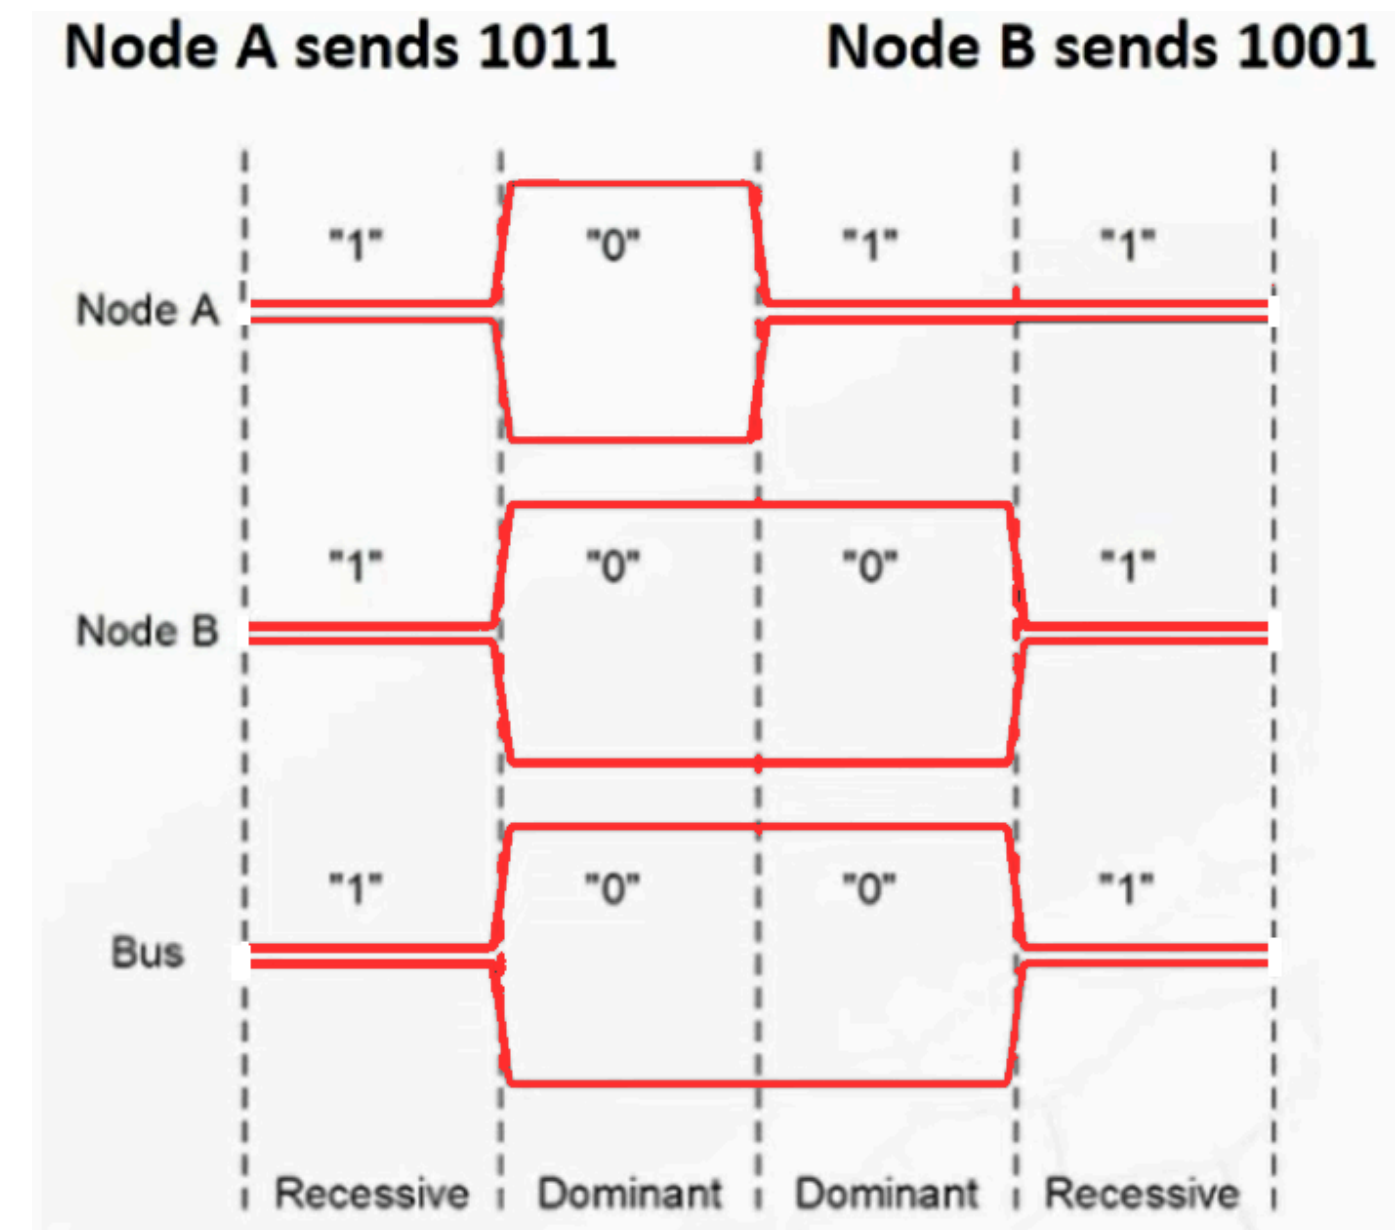 Node A sends 1011 Node B sends 1001
"1" "0" "1" "1"
Node A
"1" "0" "0" "1"
Node B
"1" "0" "0" "1"
Bus
Recessive Dominant Dominant Recessive